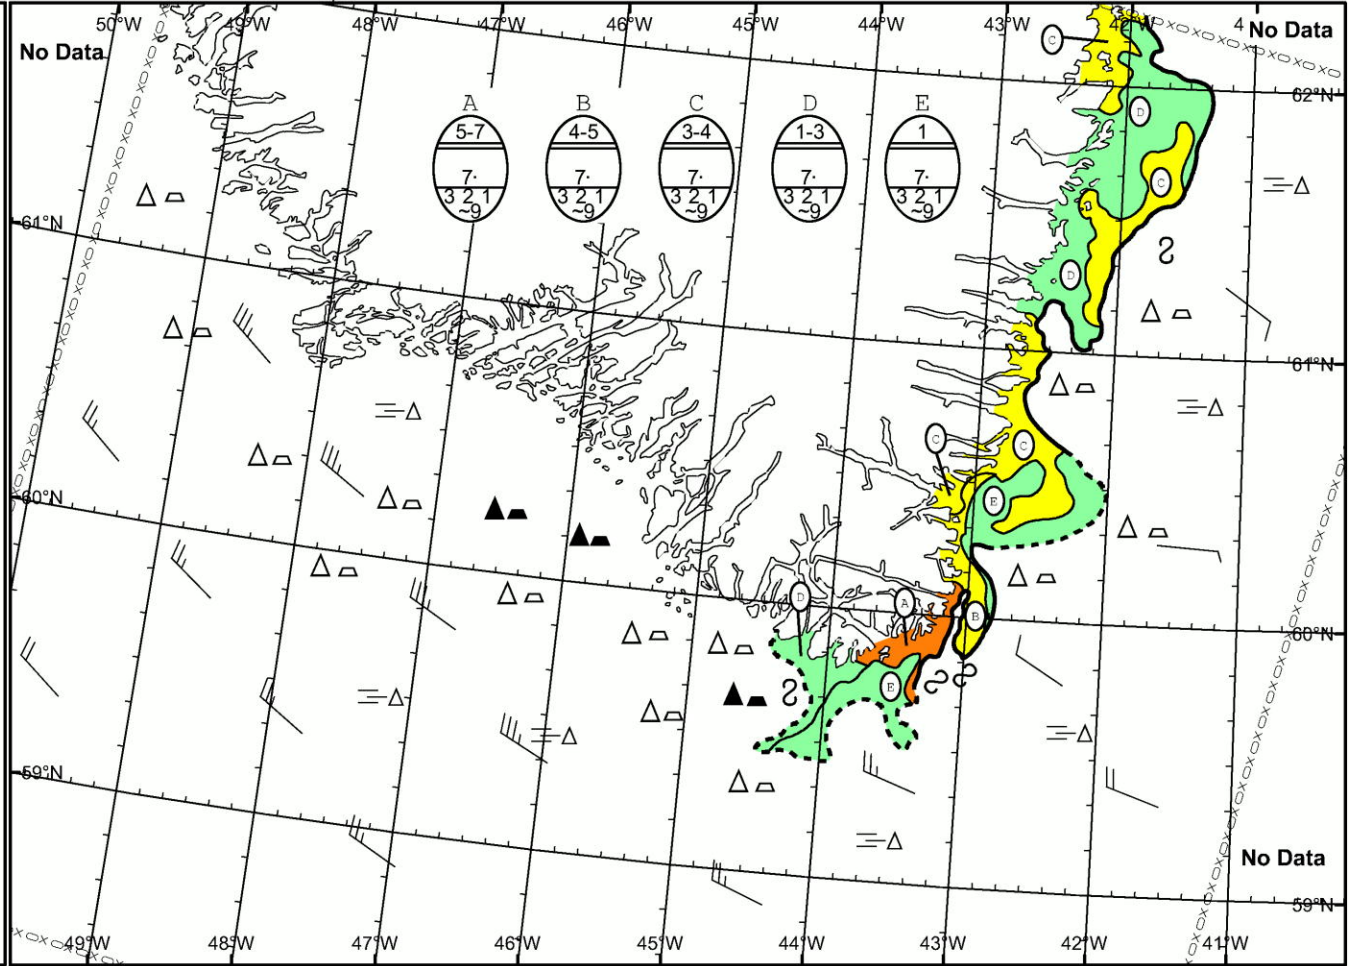 50°W 49°W 48°W 47°W 46°W 45°W 44°W 43°W 42°W 4
No Data
No Data
C
62°N
A B C D E
5-7 4-5 3-4 1-3 1
7· 7· 7· 7· 7·
3 2 1 3 2 1 3 2 1 3 2 1 3 2 1
~9 ~9 ~9 ~9 ~9
D
C
61°N
D
61°N
C
C
60°N
E
D
A
B
60°N
E
59°N
No Data
59°N
49°W 48°W 47°W 46°W 45°W 44°W 43°W 42°W 41°W